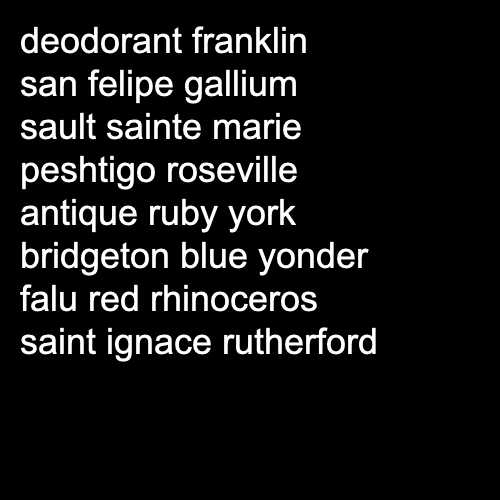 deodorant franklin
san felipe gallium
sault sainte marie
peshtigo roseville
antique ruby york
bridgeton blue yonder
falu red rhinoceros
saint ignace rutherford